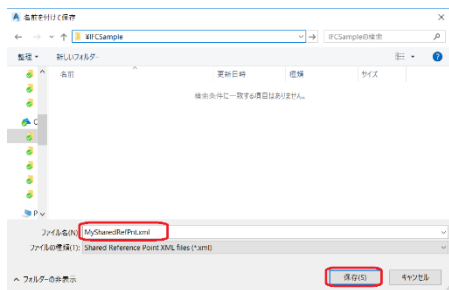 名前を付けて保存
¥IFCSample
IFCSampleの検索
整理 新しいフォルダー
名前 更新日時 種類 サイズ
検索条件に一致する項目はありません。
C
P
ファイル名(N): MySharedRefPnt.xml
ファイルの種類(T): Shared Reference Point XML files (*.xml)
フォルダーの非表示 保存(S) キャンセル